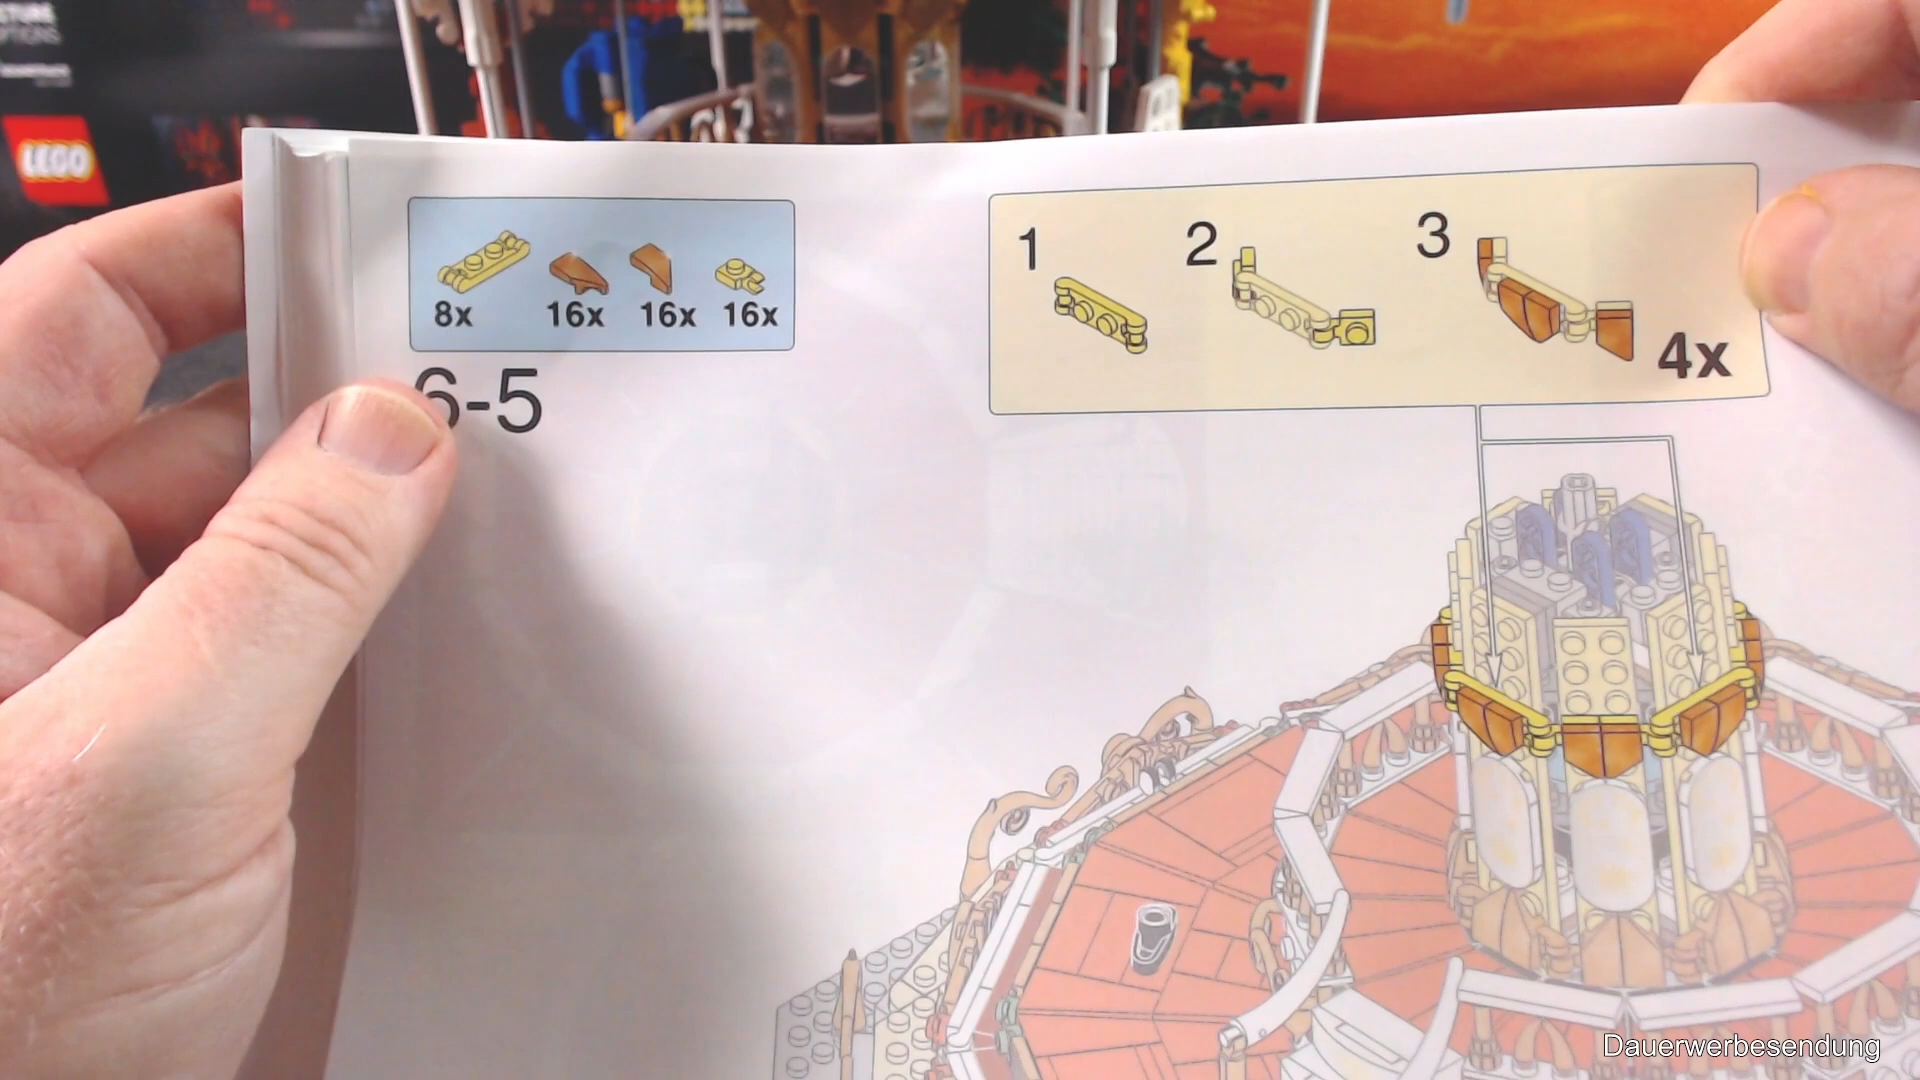 LEGO
8x 16x 16x 16x
6-5
1 2 3
4x
Dauerwerbesendung